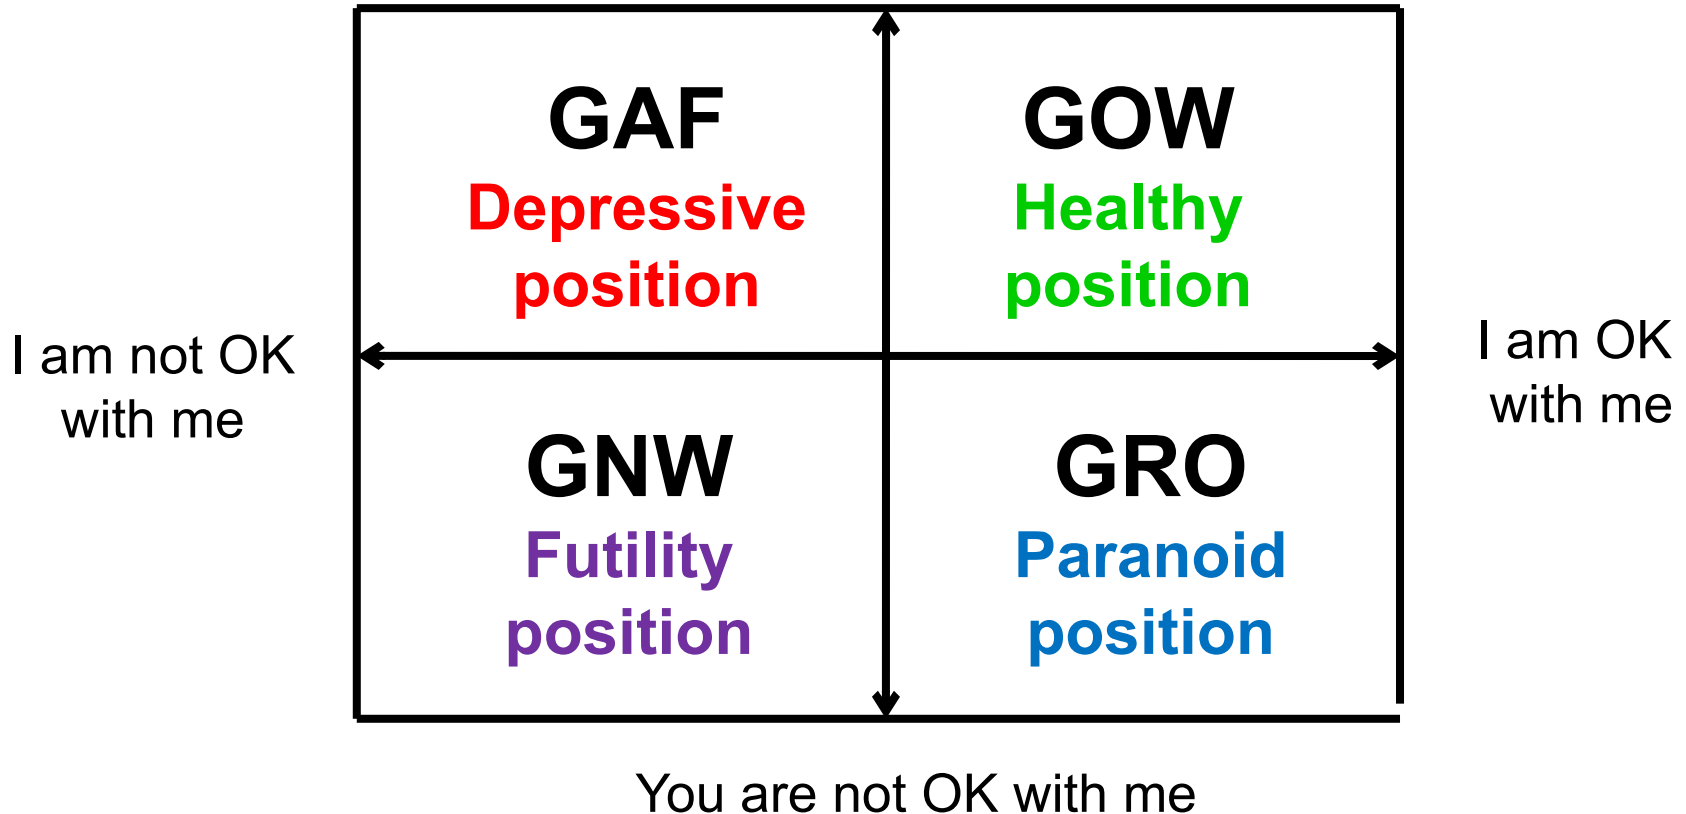 GAF
Depressive
position
GOW
Healthy
position
I am not OK
with me
I am OK
with me
GNW
Futility
position
GRO
Paranoid
position
You are not OK with me